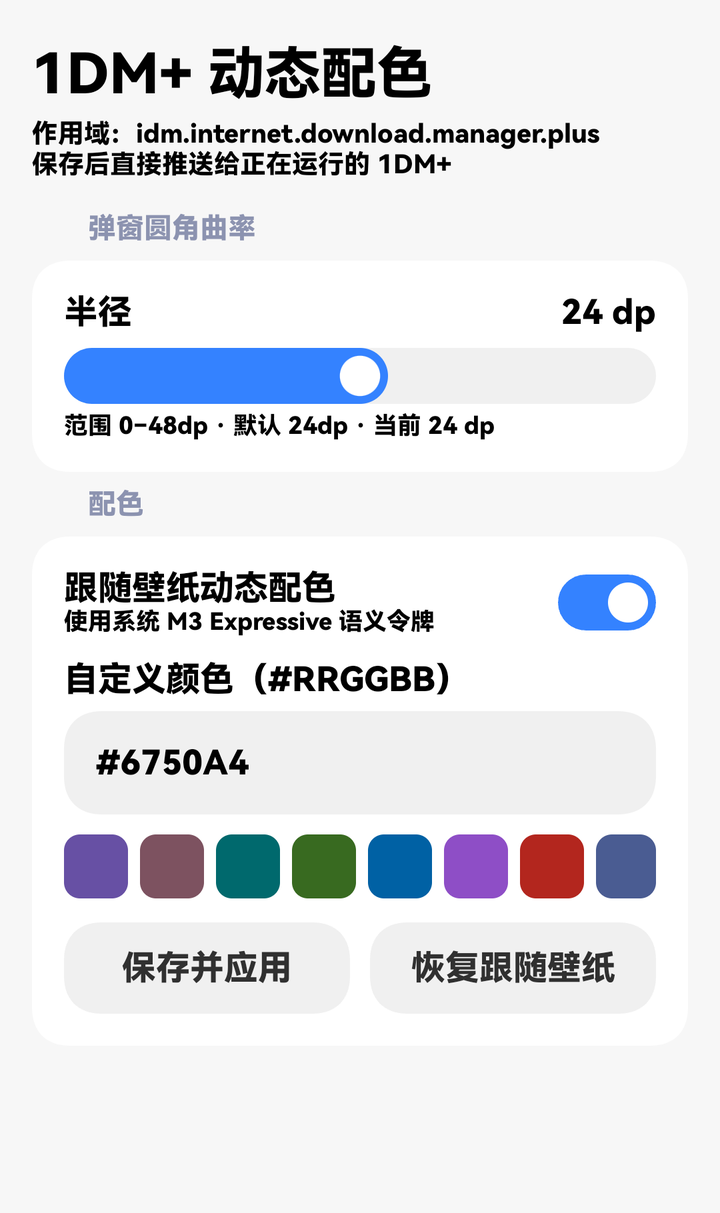 1DM+ 动态配色
作用域：idm.internet.download.manager.plus
保存后直接推送给正在运行的 1DM+
弹窗圆角曲率
半径
24 dp
范围 0–48dp · 默认 24dp · 当前 24 dp
配色
跟随壁纸动态配色
使用系统 M3 Expressive 语义令牌
自定义颜色（#RRGGBB）
#6750A4
保存并应用
恢复跟随壁纸